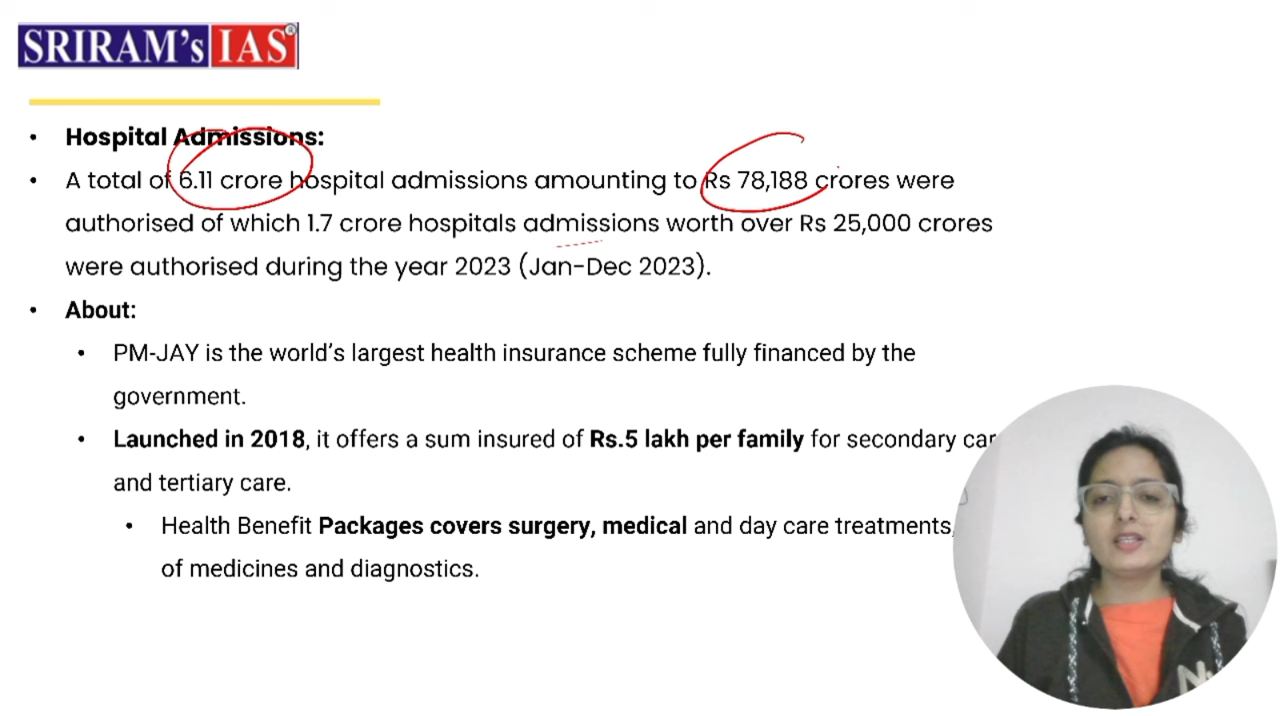 SRIRAM's IAS®
• Hospital Admissions:
• A total of 6.11 crore hospital admissions amounting to Rs 78,188 crores were
authorised of which 1.7 crore hospitals admissions worth over Rs 25,000 crores
were authorised during the year 2023 (Jan-Dec 2023).
• About:
• PM-JAY is the world's largest health insurance scheme fully financed by the
government.
• Launched in 2018, it offers a sum insured of Rs.5 lakh per family for secondary
and tertiary care.
• Health Benefit Packages covers surgery, medical and day care treatments,
of medicines and diagnostics.